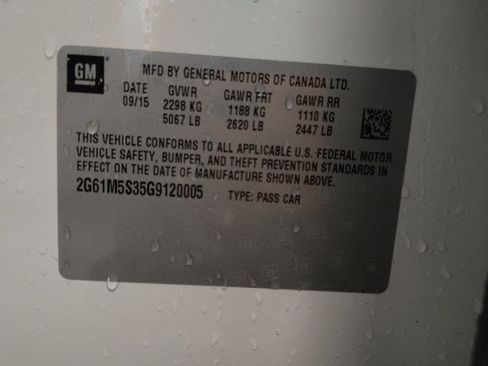 GM
MFD BY GENERAL MOTORS OF CANADA LTD.
DATE GVWR GAWR FRT GAWR RR
09/15 2298 KG 1188 KG 1110 KG
5067 LB 2620 LB 2447 LB
THIS VEHICLE CONFORMS TO ALL APPLICABLE U.S. FEDERAL MOTOR
VEHICLE SAFETY, BUMPER, AND THEFT PREVENTION STANDARDS IN
EFFECT ON THE DATE OF MANUFACTURE SHOWN ABOVE.
2G61M5S35G9120005 TYPE: PASS CAR